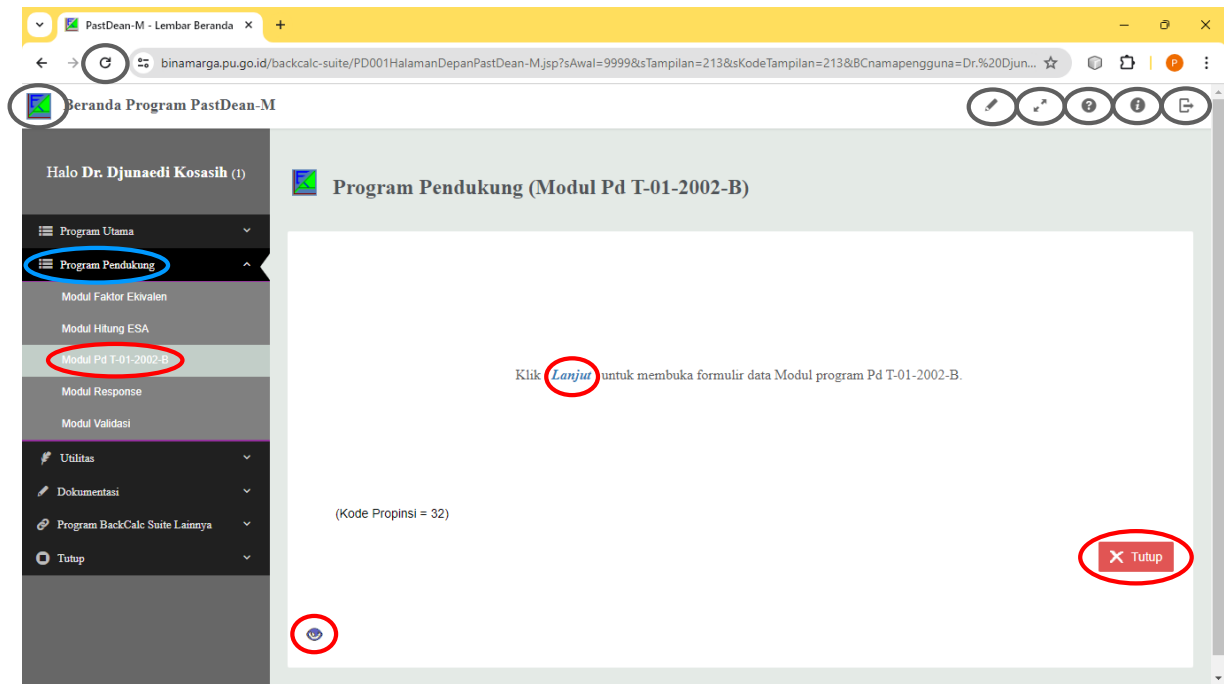 PastDean-M - Lembar Beranda
binamarga.pu.go.id/backcalc-suite/PD001HalamanDepanPastDean-M.jsp?sAwal=9999&sTampilan=213&sKodeTampilan=213&BCnamapengguna=Dr.%20Djun...
P
Beranda Program PastDean-M
Halo Dr. Djunaedi Kosasih (1)
Program Pendukung (Modul Pd T-01-2002-B)
Program Utama
Program Pendukung
Modul Faktor Ekivalen
Modul Hitung ESA
Modul Pd T-01-2002-B
Modul Response
Modul Validasi
Utilitas
Dokumentasi
Program BackCalc Suite Lainnya
Tutup
Klik Lanjut untuk membuka formulir data Modul program Pd T-01-2002-B.
(Kode Propinsi = 32)
Tutup